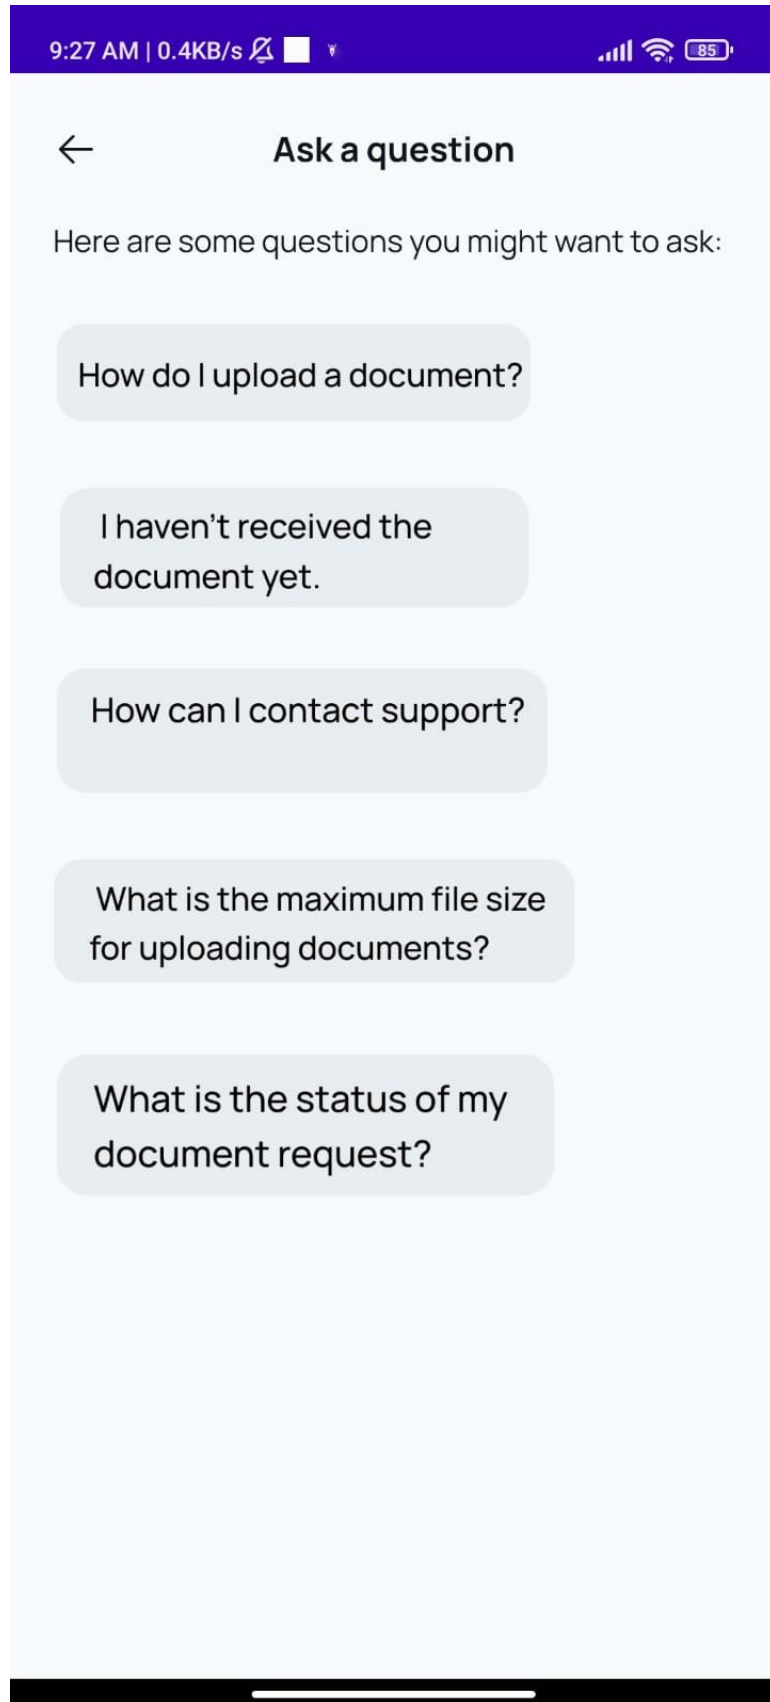 9:27 AM | 0.4KB/s
85
Ask a question
Here are some questions you might want to ask:
How do I upload a document?
I haven’t received the
document yet.
How can I contact support?
What is the maximum file size
for uploading documents?
What is the status of my
document request?